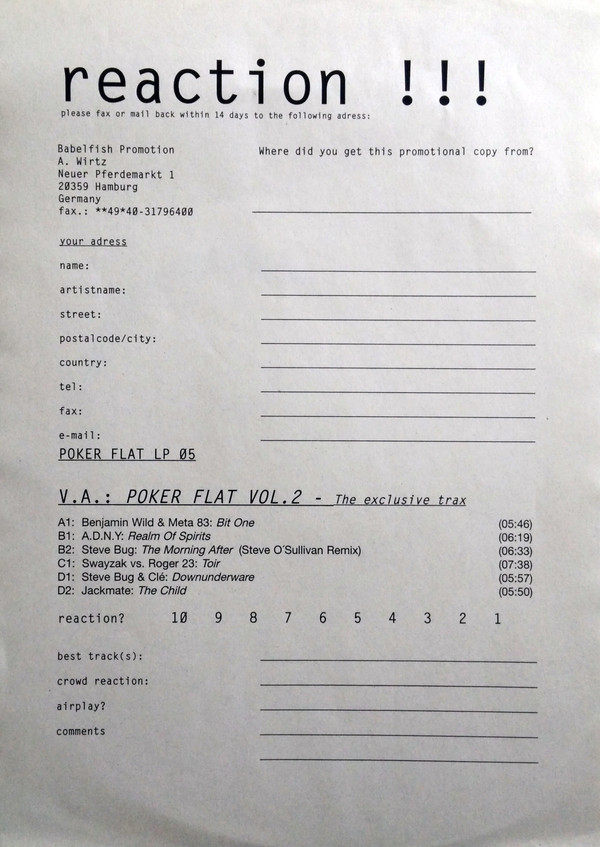 reaction !!!
please fax or mail back within 14 days to the following adress:
Babelfish Promotion
A. Wirtz
Neuer Pferdemarkt 1
20359 Hamburg
Germany
fax.: **49*40-31796400
Where did you get this promotional copy from?
your adress
name:
artistname:
street:
postalcode/city:
country:
tel:
fax:
e-mail:
POKER FLAT LP 05
V.A.: POKER FLAT VOL.2 - The exclusive trax
A1: Benjamin Wild & Meta 83: Bit One (05:46)
B1: A.D.N.Y: Realm Of Spirits (06:19)
B2: Steve Bug: The Morning After (Steve O´Sullivan Remix) (06:33)
C1: Swayzak vs. Roger 23: Toir (07:38)
D1: Steve Bug & Clé: Downunderware (05:57)
D2: Jackmate: The Child (05:50)
reaction? 10 9 8 7 6 5 4 3 2 1
best track(s):
crowd reaction:
airplay?
comments